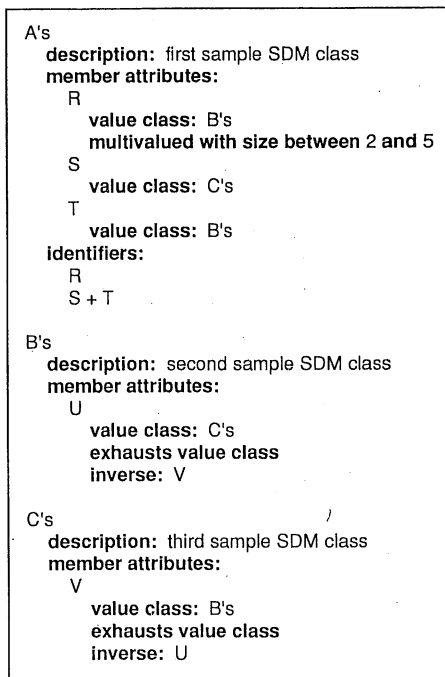 A's
description: first sample SDM class
member attributes:
R
value class: B's
multivalued with size between 2 and 5
S
value class: C's
T
value class: B's
identifiers:
R
S + T
B's
description: second sample SDM class
member attributes:
U
value class: C's
exhausts value class
inverse: V
C's
description: third sample SDM class
member attributes:
V
value class: B's
exhausts value class
inverse: U